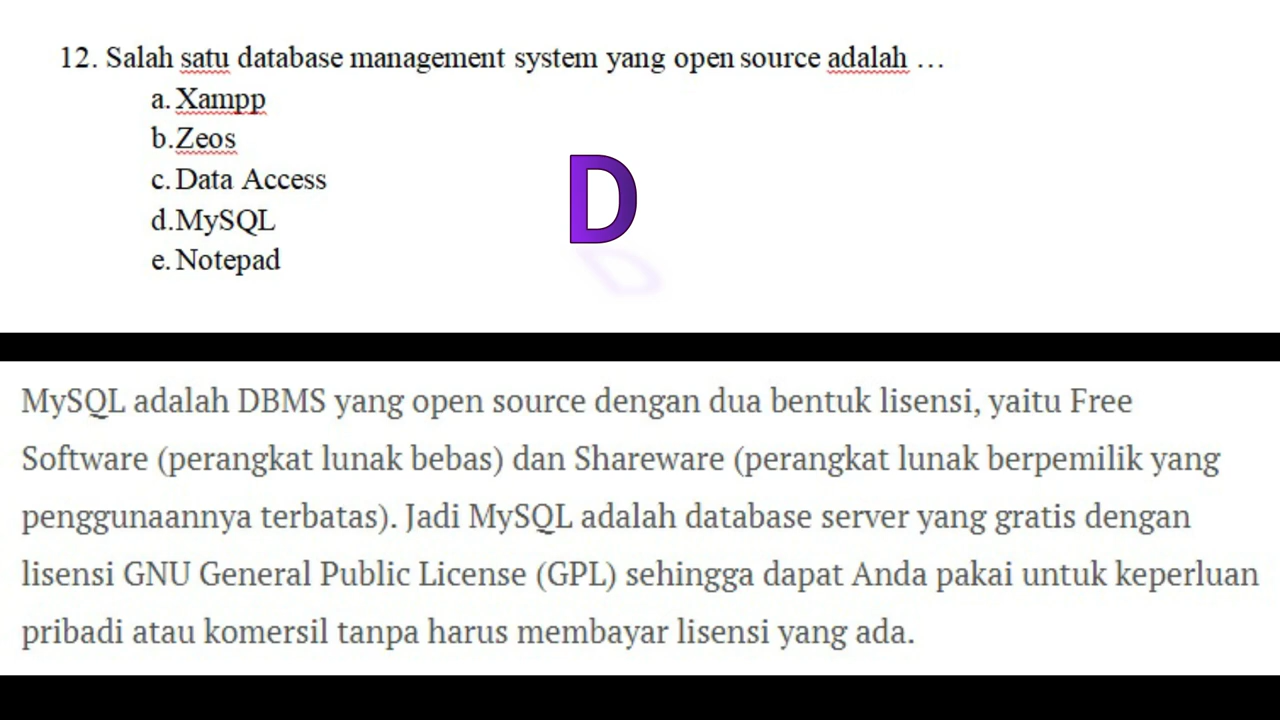 12. Salah satu database management system yang open source adalah …
a. Xampp
b. Zeos
c. Data Access
d. MySQL
e. Notepad
D
MySQL adalah DBMS yang open source dengan dua bentuk lisensi, yaitu Free
Software (perangkat lunak bebas) dan Shareware (perangkat lunak berpemilik yang
penggunaannya terbatas). Jadi MySQL adalah database server yang gratis dengan
lisensi GNU General Public License (GPL) sehingga dapat Anda pakai untuk keperluan
pribadi atau komersil tanpa harus membayar lisensi yang ada.